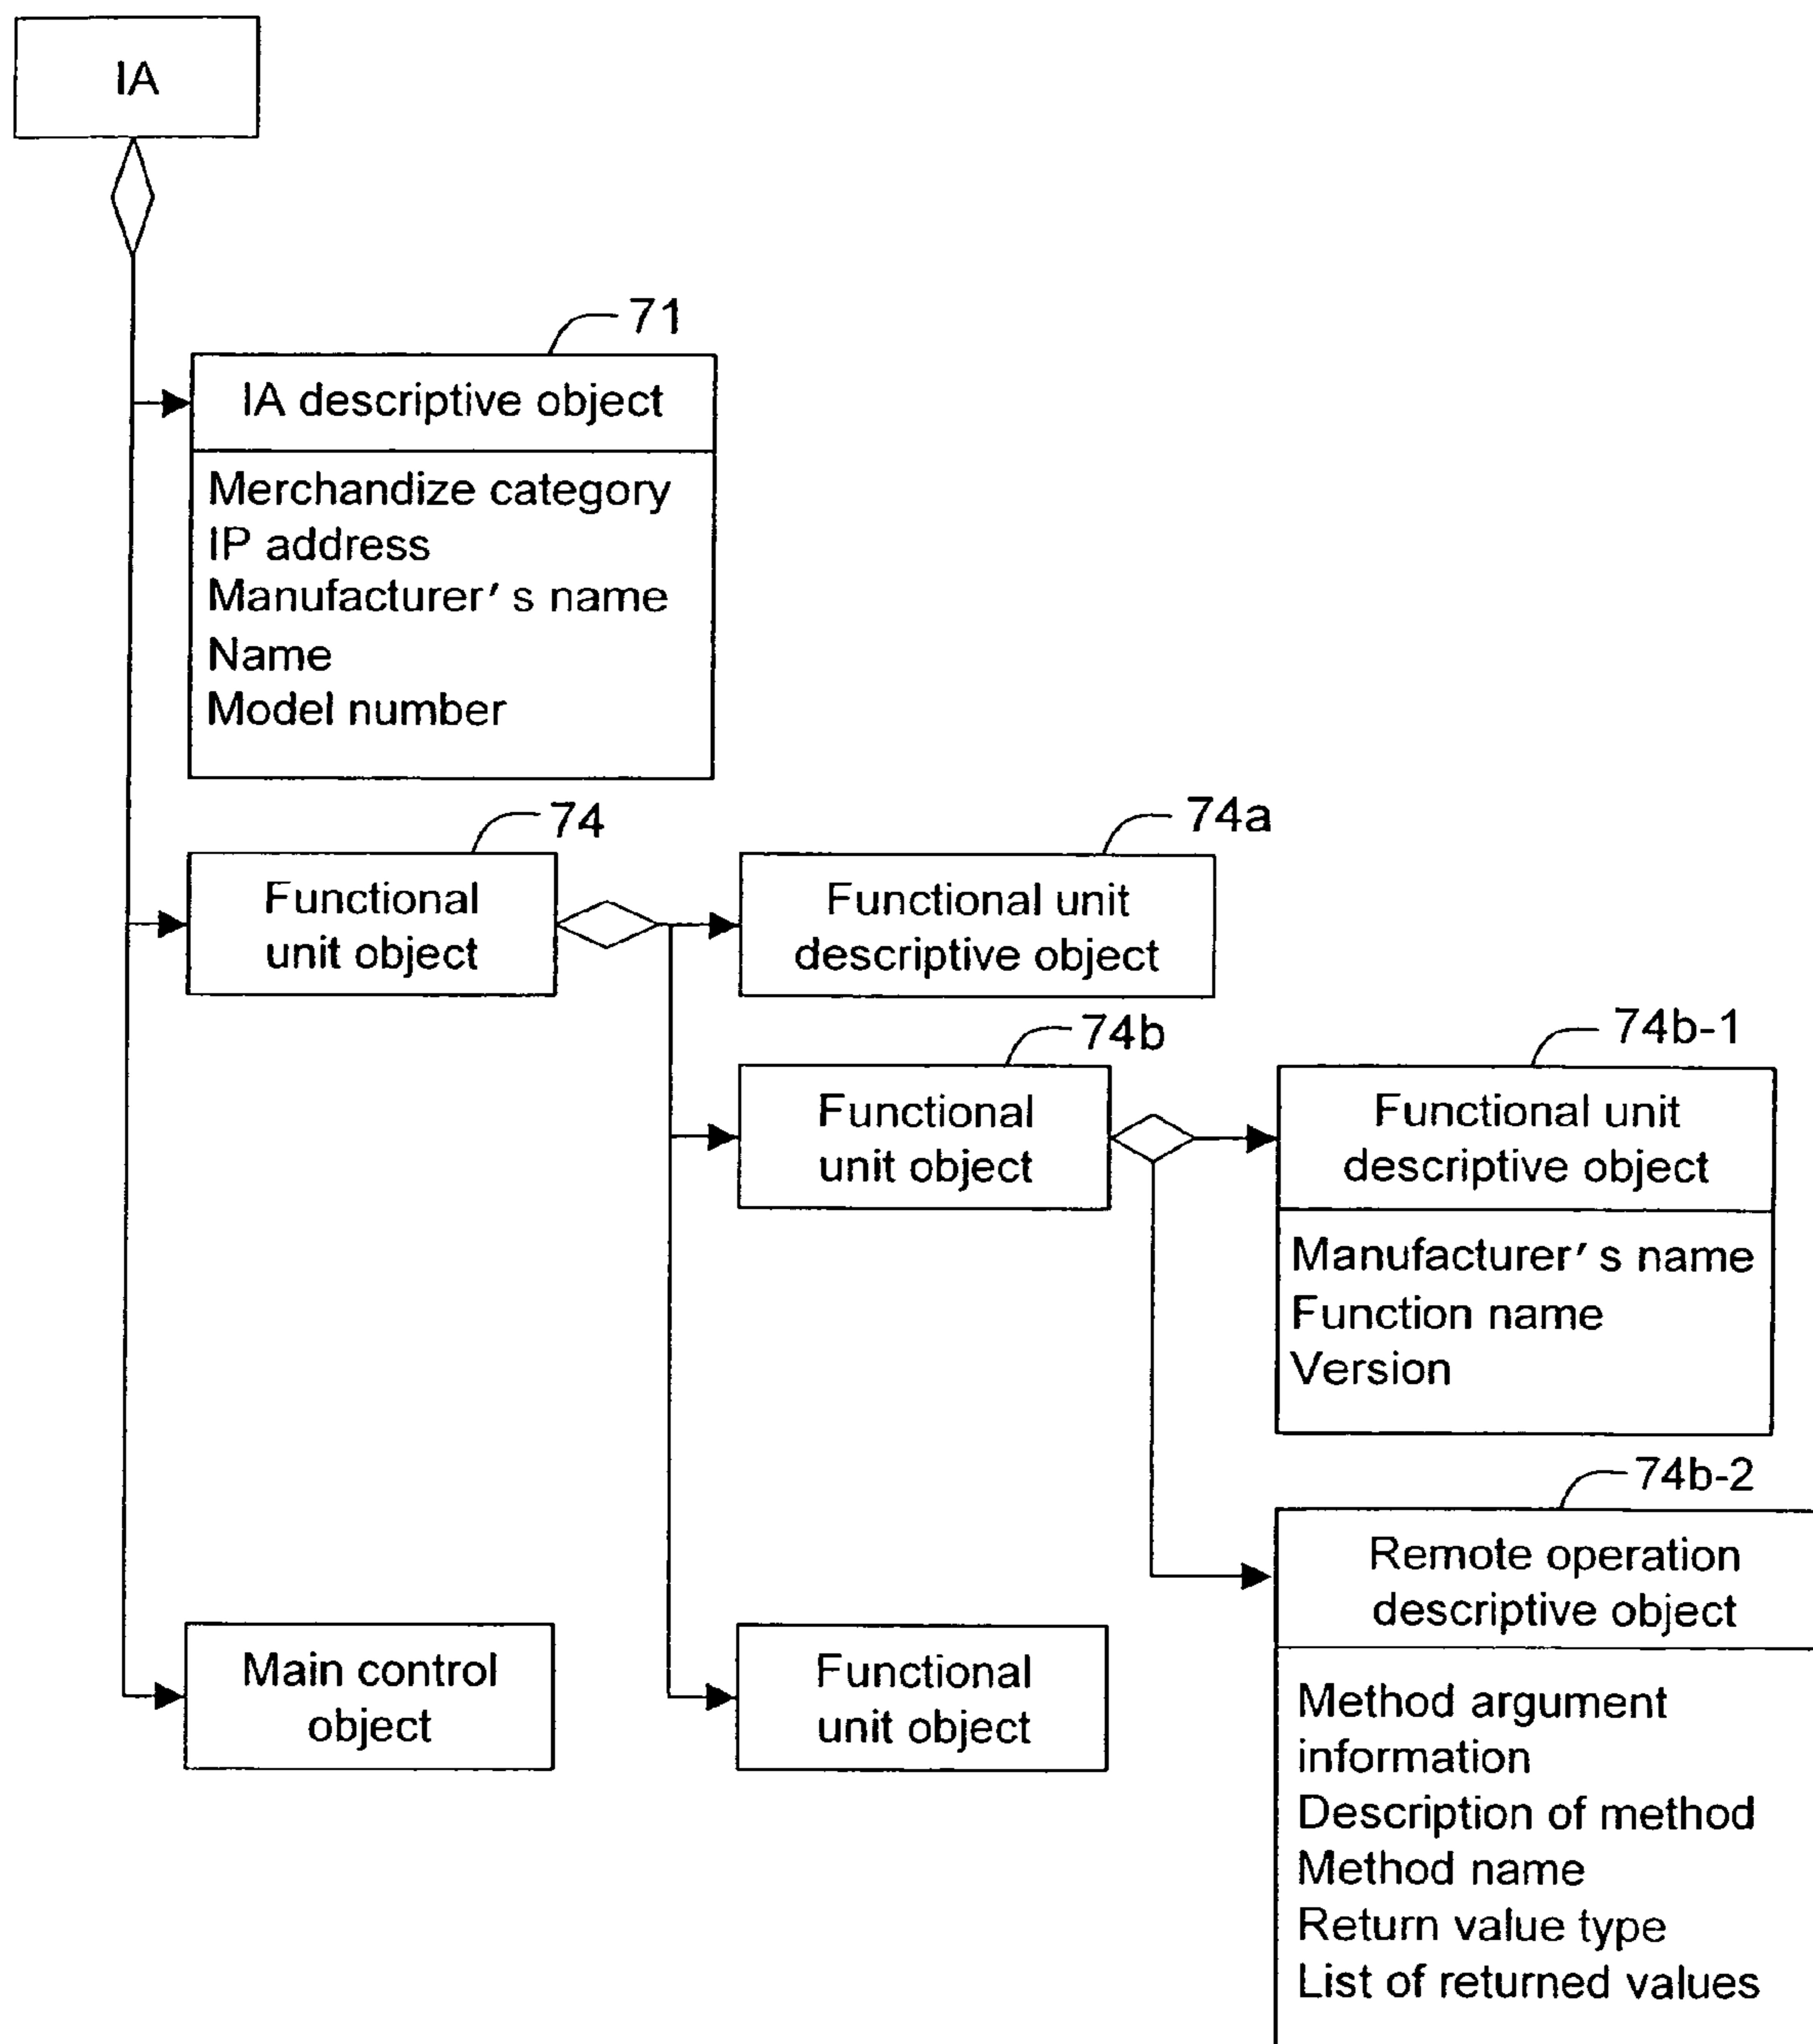 IA
71
IA descriptive object
Merchandize category
IP address
Manufacturer's name
Name
Model number
74
Functional
unit object
74a
Functional unit
descriptive object
74b
Functional
unit object
74b-1
Functional unit
descriptive object
Manufacturer's name
Function name
Version
74b-2
Remote operation
descriptive object
Method argument
information
Description of method
Method name
Return value type
List of returned values
Main control
object
Functional
unit object